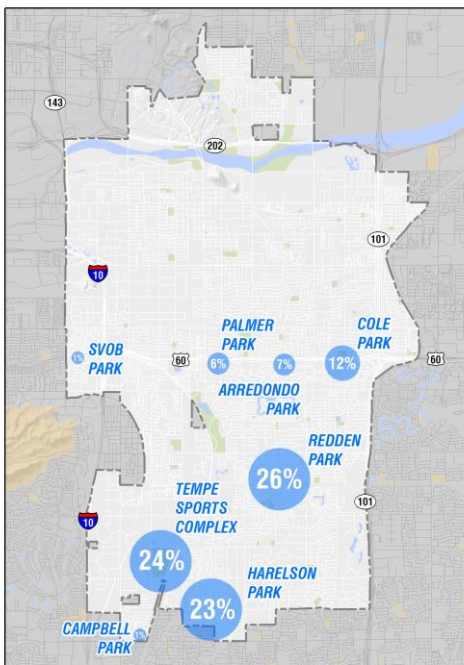 143
202
101
10
PALMER
PARK
COLE
PARK
SVOB
PARK
1%
60
6%
7%
12%
60
ARREDONDO
PARK
REDDEN
PARK
26%
TEMPE
SPORTS
COMPLEX
101
10
24%
HARELSON
PARK
23%
CAMPBELL
PARK
1%